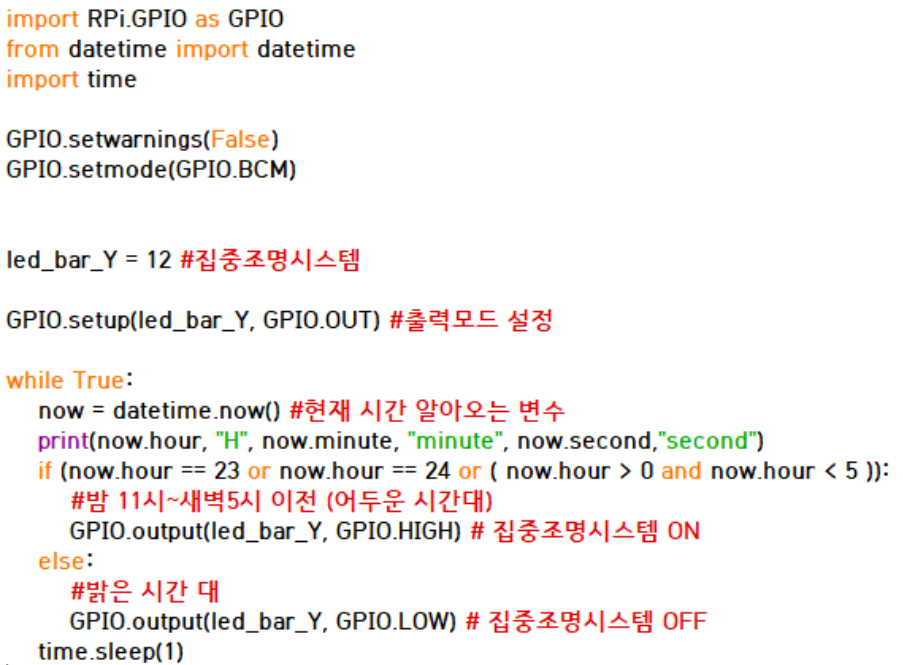 import RPi.GPIO as GPIO
from datetime import datetime
import time
GPIO.setwarnings(False)
GPIO.setmode(GPIO.BCM)
led_bar_Y = 12 #집중조명시스템
GPIO.setup(led_bar_Y, GPIO.OUT) #출력모드 설정
while True:
    now = datetime.now() #현재 시간 알아오는 변수
    print(now.hour, "H", now.minute, "minute", now.second,"second")
    if (now.hour == 23 or now.hour == 24 or ( now.hour > 0 and now.hour < 5 )):
        #밤 11시~새벽5시 이전 (어두운 시간대)
        GPIO.output(led_bar_Y, GPIO.HIGH) # 집중조명시스템 ON
    else:
        #밝은 시간 대
        GPIO.output(led_bar_Y, GPIO.LOW) # 집중조명시스템 OFF
    time.sleep(1)